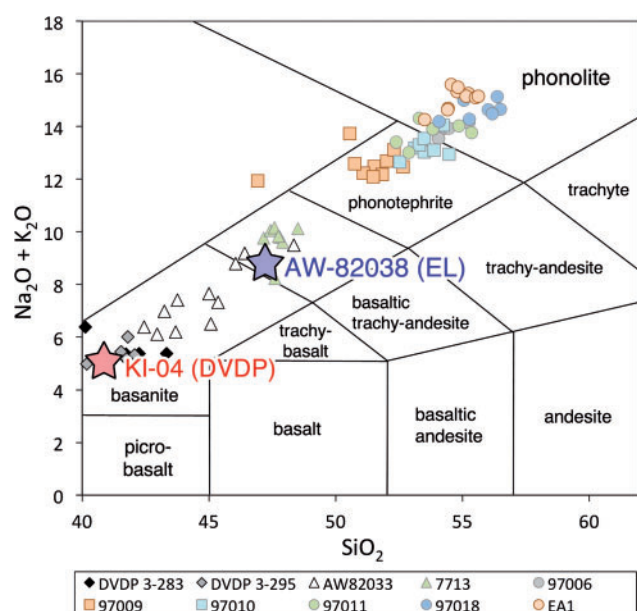 18
16
14
12
10
8
6
4
2
0
Na₂O + K₂O
phonolite
trachyte
phonotephrite
AW-82038 (EL)
trachy-andesite
basaltic
trachy-andesite
trachy-
basalt
KI-04 (DVDP)
basanite
picro-
basalt
basalt
basaltic
andesite
andesite
40 45 50 55 60
SiO₂
DVDP 3-283 DVDP 3-295 AW82033 7713 97006
97009 97010 97011 97018 EA1